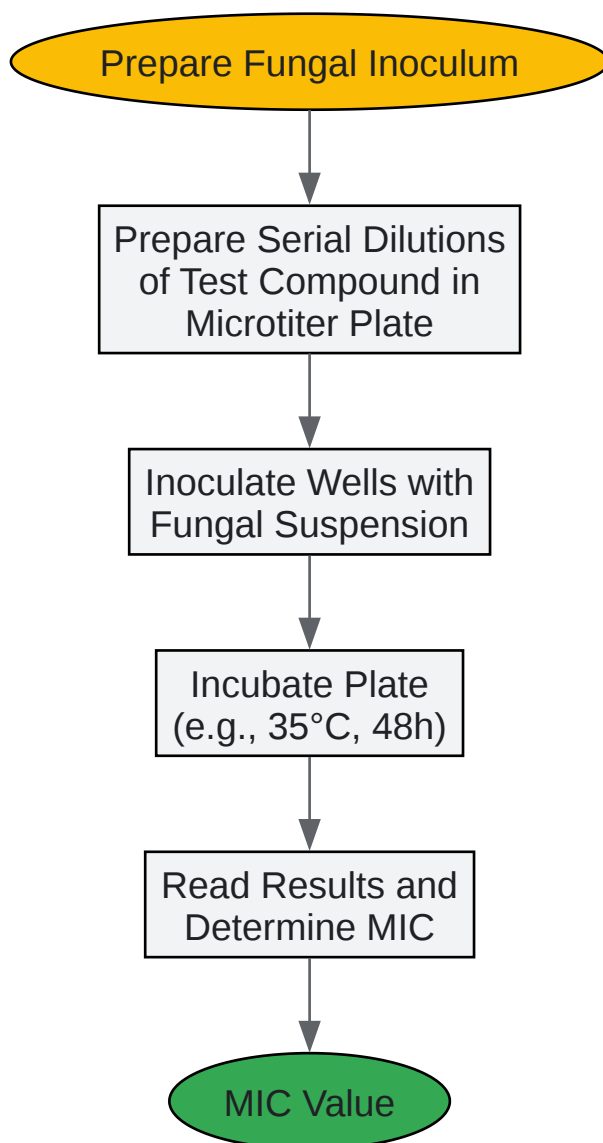 Prepare Fungal Inoculum
Prepare Serial Dilutions
of Test Compound in
Microtiter Plate
Inoculate Wells with
Fungal Suspension
Incubate Plate
(e.g., 35°C, 48h)
Read Results and
Determine MIC
MIC Value